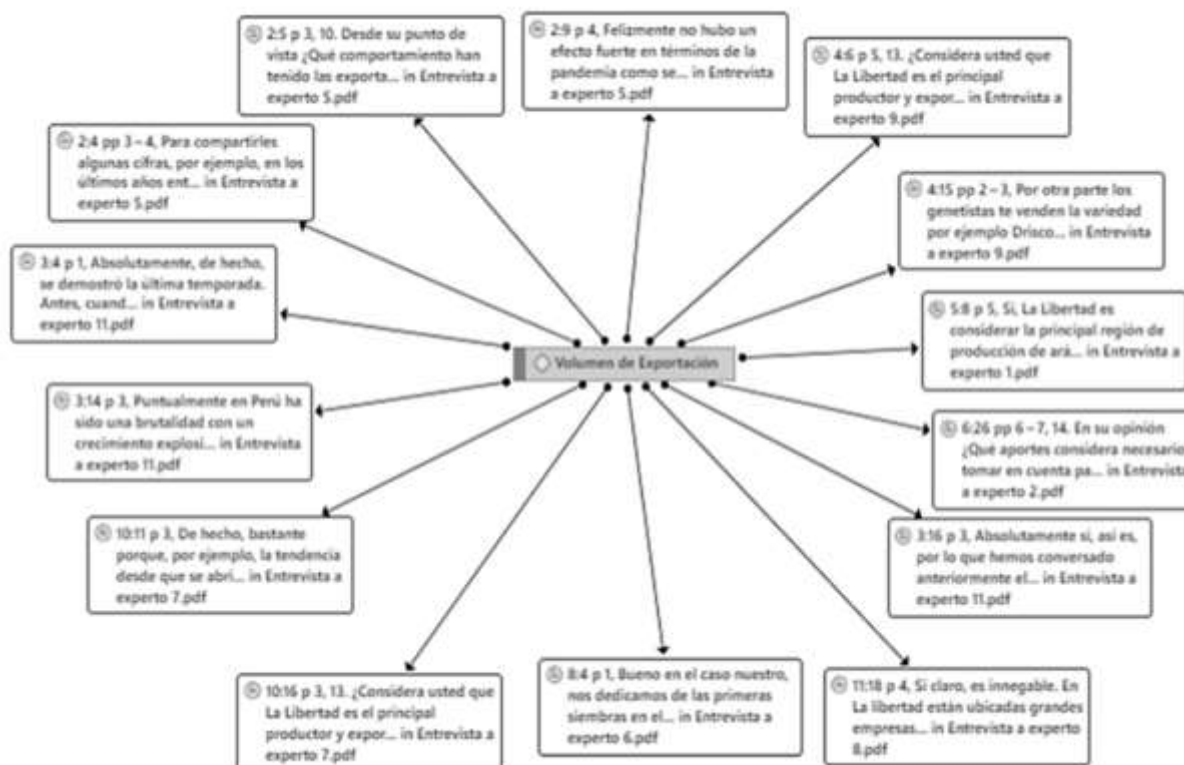 2:5 p 3, 10. Desde su punto de
vista ¿Qué comportamiento han
tenido las exporta... in Entrevista a
experto 5.pdf
2:9 p 4, Felizmente no hubo un
efecto fuerte en términos de la
pandemia como se... in Entrevista
a experto 5.pdf
4:6 p 5, 13. ¿Considera usted que
La Libertad es el principal
productor y expor... in Entrevista a
experto 9.pdf
2:4 pp 3 – 4, Para compartirles
algunas cifras, por ejemplo, en los
últimos años ent... in Entrevista a
experto 5.pdf
4:15 pp 2 – 3, Por otra parte los
genetistas te venden la variedad
por ejemplo Drisco... in Entrevista
a experto 9.pdf
3:4 p 1, Absolutamente, de hecho,
se demostró la última temporada.
Antes, cuand... in Entrevista a
experto 11.pdf
5:8 p 5, Si, La Libertad es
considerar la principal región de
producción de ará... in Entrevista a
experto 1.pdf
Volumen de Exportación
3:14 p 3, Puntualmente en Perú ha
sido una brutalidad con un
crecimiento explosi... in Entrevista
a experto 11.pdf
6:26 pp 6 – 7, 14. En su opinión
¿Qué aportes considera necesario
tomar en cuenta pa... in Entrevista
a experto 2.pdf
10:11 p 3, De hecho, bastante
porque, por ejemplo, la tendencia
desde que se abri... in Entrevista a
experto 7.pdf
3:16 p 3, Absolutamente si, así es,
por lo que hemos conversado
anteriormente el... in Entrevista a
experto 11.pdf
10:16 p 3, 13. ¿Considera usted que
La Libertad es el principal
productor y expor... in Entrevista a
experto 7.pdf
8:4 p 1, Bueno en el caso nuestro,
nos dedicamos de las primeras
siembras en el... in Entrevista a
experto 6.pdf
11:18 p 4, Si claro, es innegable. En
La libertad están ubicadas grandes
empresas... in Entrevista a experto
8.pdf